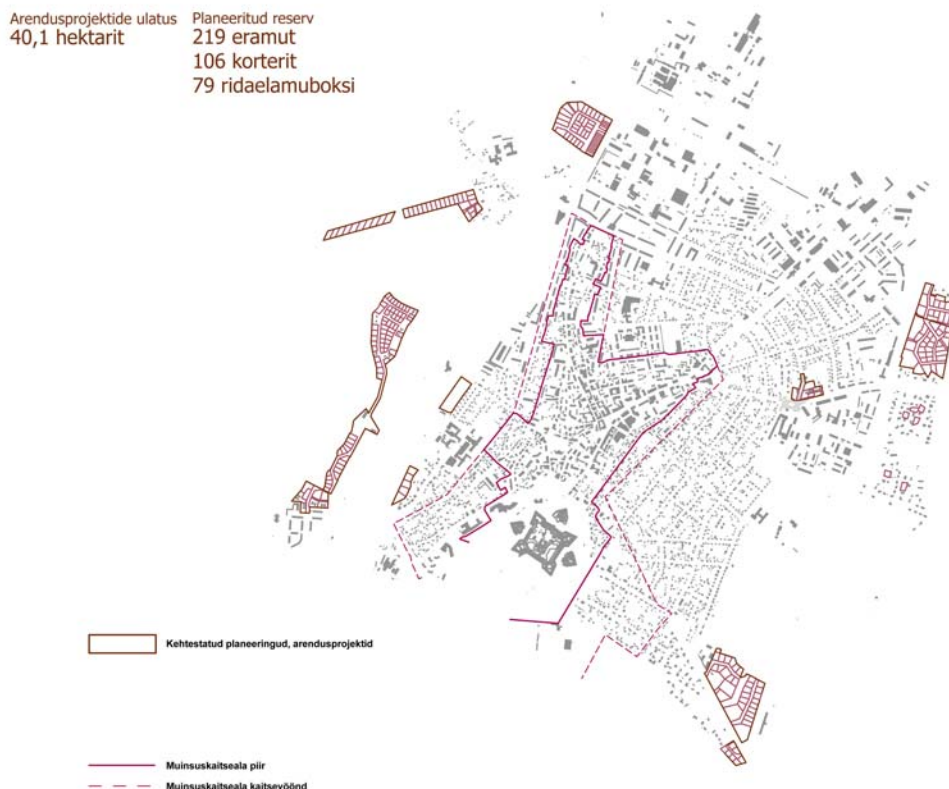 Arendusprojektide ulatus
40,1 hektarit
Planeeritud reserv
219 eramut
106 korterit
79 ridaelamuboksi
Kehtestatud planeeringud, arendusprojektid
Muinsuskaitseala piir
Muinsuskaitseala kaitsevöönd